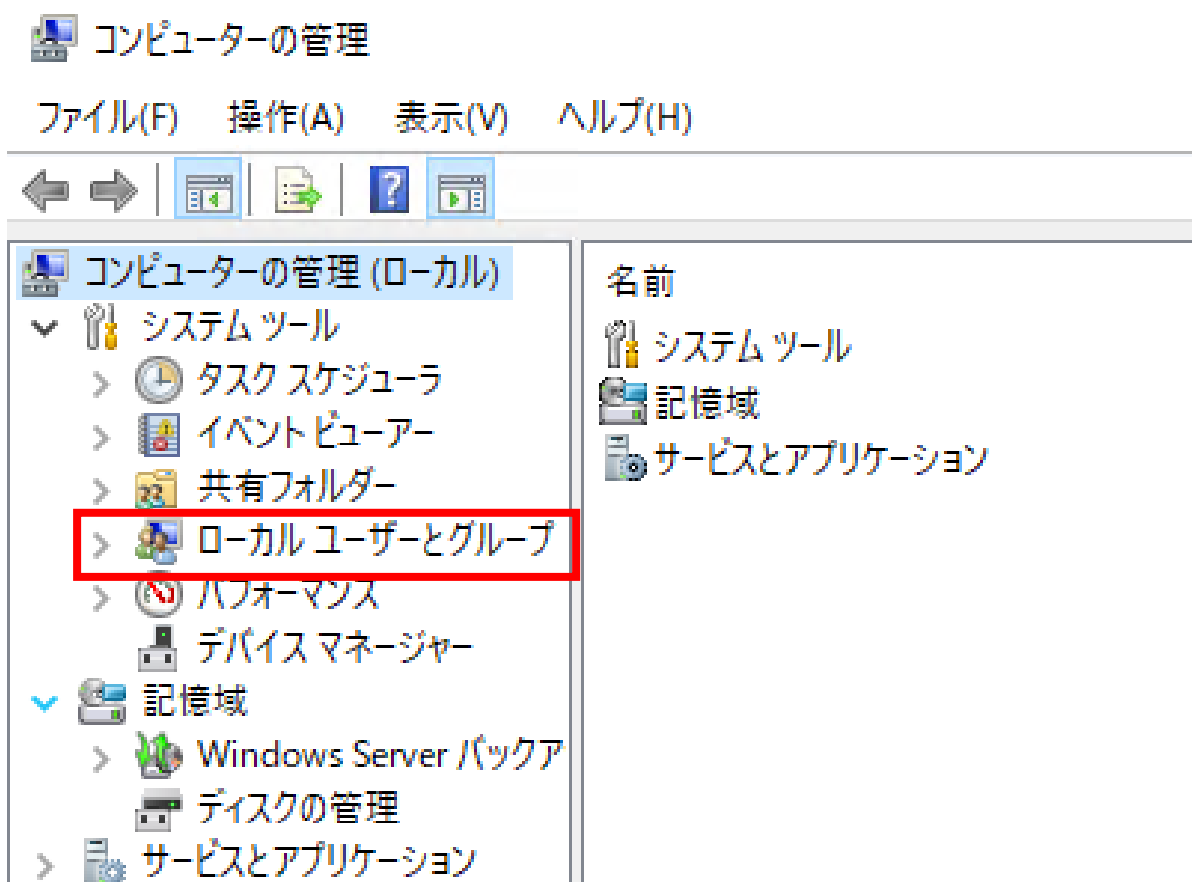 コンピューターの管理
ファイル(F) 操作(A) 表示(V) ヘルプ(H)
コンピューターの管理 (ローカル)
システム ツール
タスク スケジューラ
イベント ビューアー
共有フォルダー
ローカル ユーザーとグループ
パフォーマンス
デバイス マネージャー
記憶域
Windows Server バックア
ディスクの管理
サービスとアプリケーション
名前
システム ツール
記憶域
サービスとアプリケーション